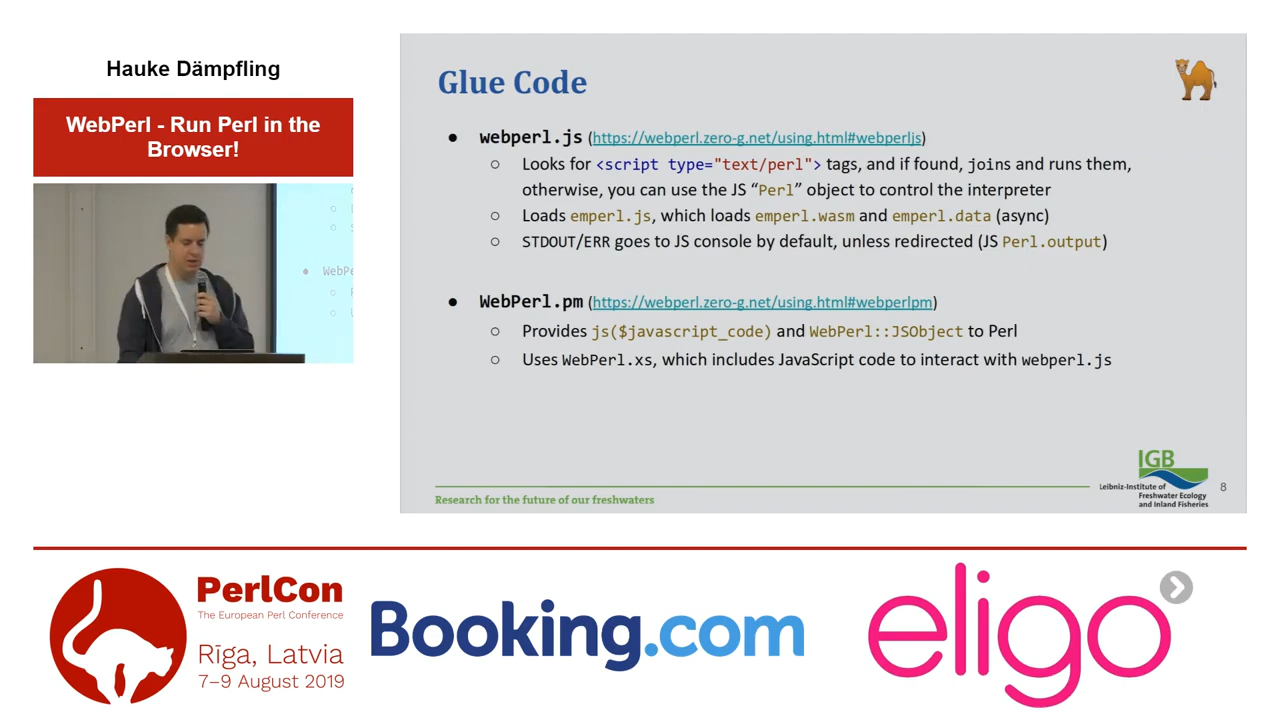 Hauke Dämpfling
WebPerl - Run Perl in the
Browser!
WebPe
Glue Code
● webperl.js (https://webperl.zero-g.net/using.html#webperljs)
○ Looks for <script type="text/perl"> tags, and if found, joins and runs them,
otherwise, you can use the JS “Perl” object to control the interpreter
○ Loads emperl.js, which loads emperl.wasm and emperl.data (async)
○ STDOUT/ERR goes to JS console by default, unless redirected (JS Perl.output)
● WebPerl.pm (https://webperl.zero-g.net/using.html#webperlpm)
○ Provides js($javascript_code) and WebPerl::JSObject to Perl
○ Uses WebPerl.xs, which includes JavaScript code to interact with webperl.js
Research for the future of our freshwaters
IGB
Leibniz-Institute of
Freshwater Ecology
and Inland Fisheries
8
PerlCon
The European Perl Conference
Rīga, Latvia
7–9 August 2019
Booking.com
eligo